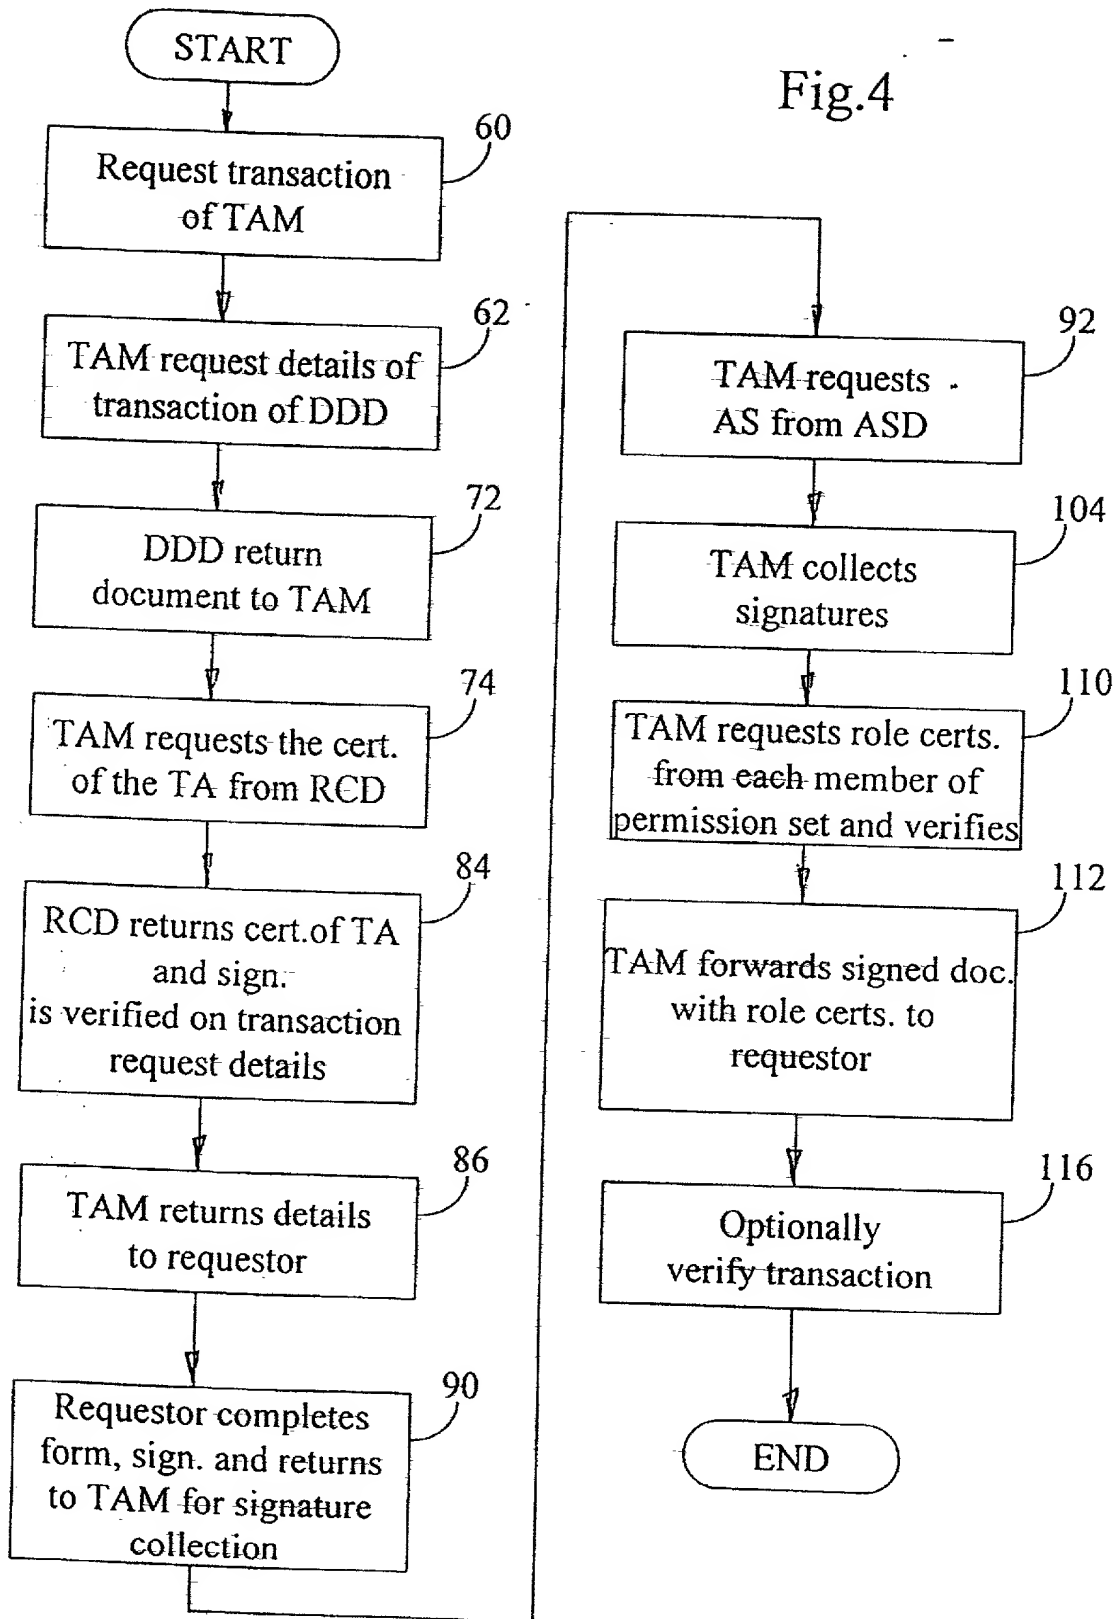 START
Fig.4
60
Request transaction
of TAM
62
TAM request details of
transaction of DDD
72
DDD return
document to TAM
74
TAM requests the cert.
of the TA from RCD
84
RCD returns cert.of TA
and sign.
is verified on transaction
request details
86
TAM returns details
to requestor
90
Requestor completes
form, sign. and returns
to TAM for signature
collection
92
TAM requests
AS from ASD
104
TAM collects
signatures
110
TAM requests role certs.
from each member of
permission set and verifies
112
TAM forwards signed doc.
with role certs. to
requestor
116
Optionally
verify transaction
END